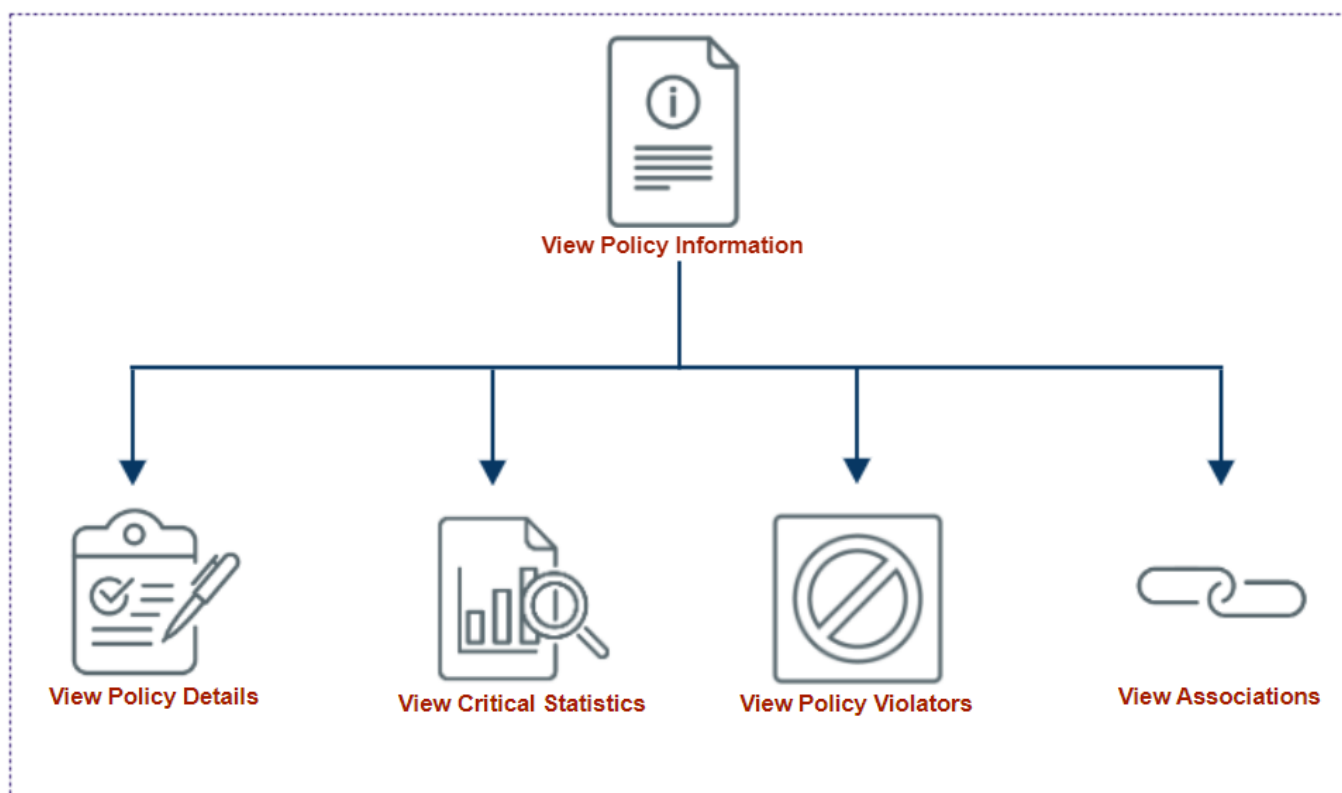 View Policy Information
View Policy Details
View Critical Statistics
View Policy Violators
View Associations